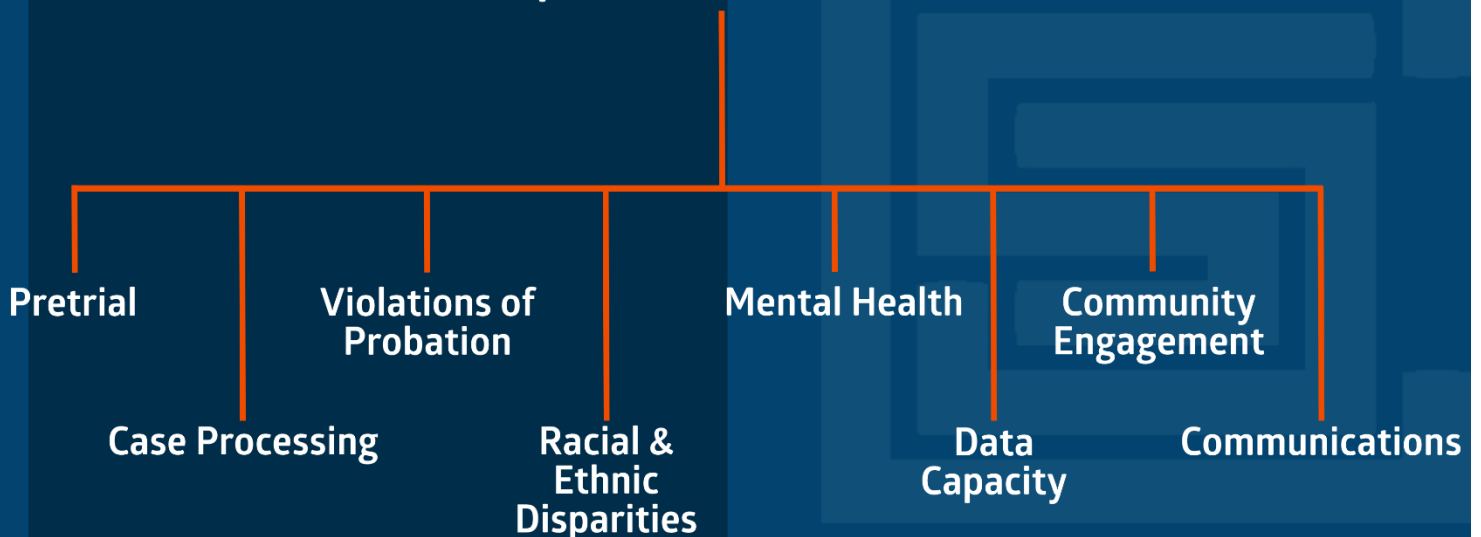 Pretrial
Violations of
Probation
Mental Health
Community
Engagement
Case Processing
Racial &
Ethnic
Disparities
Data
Capacity
Communications